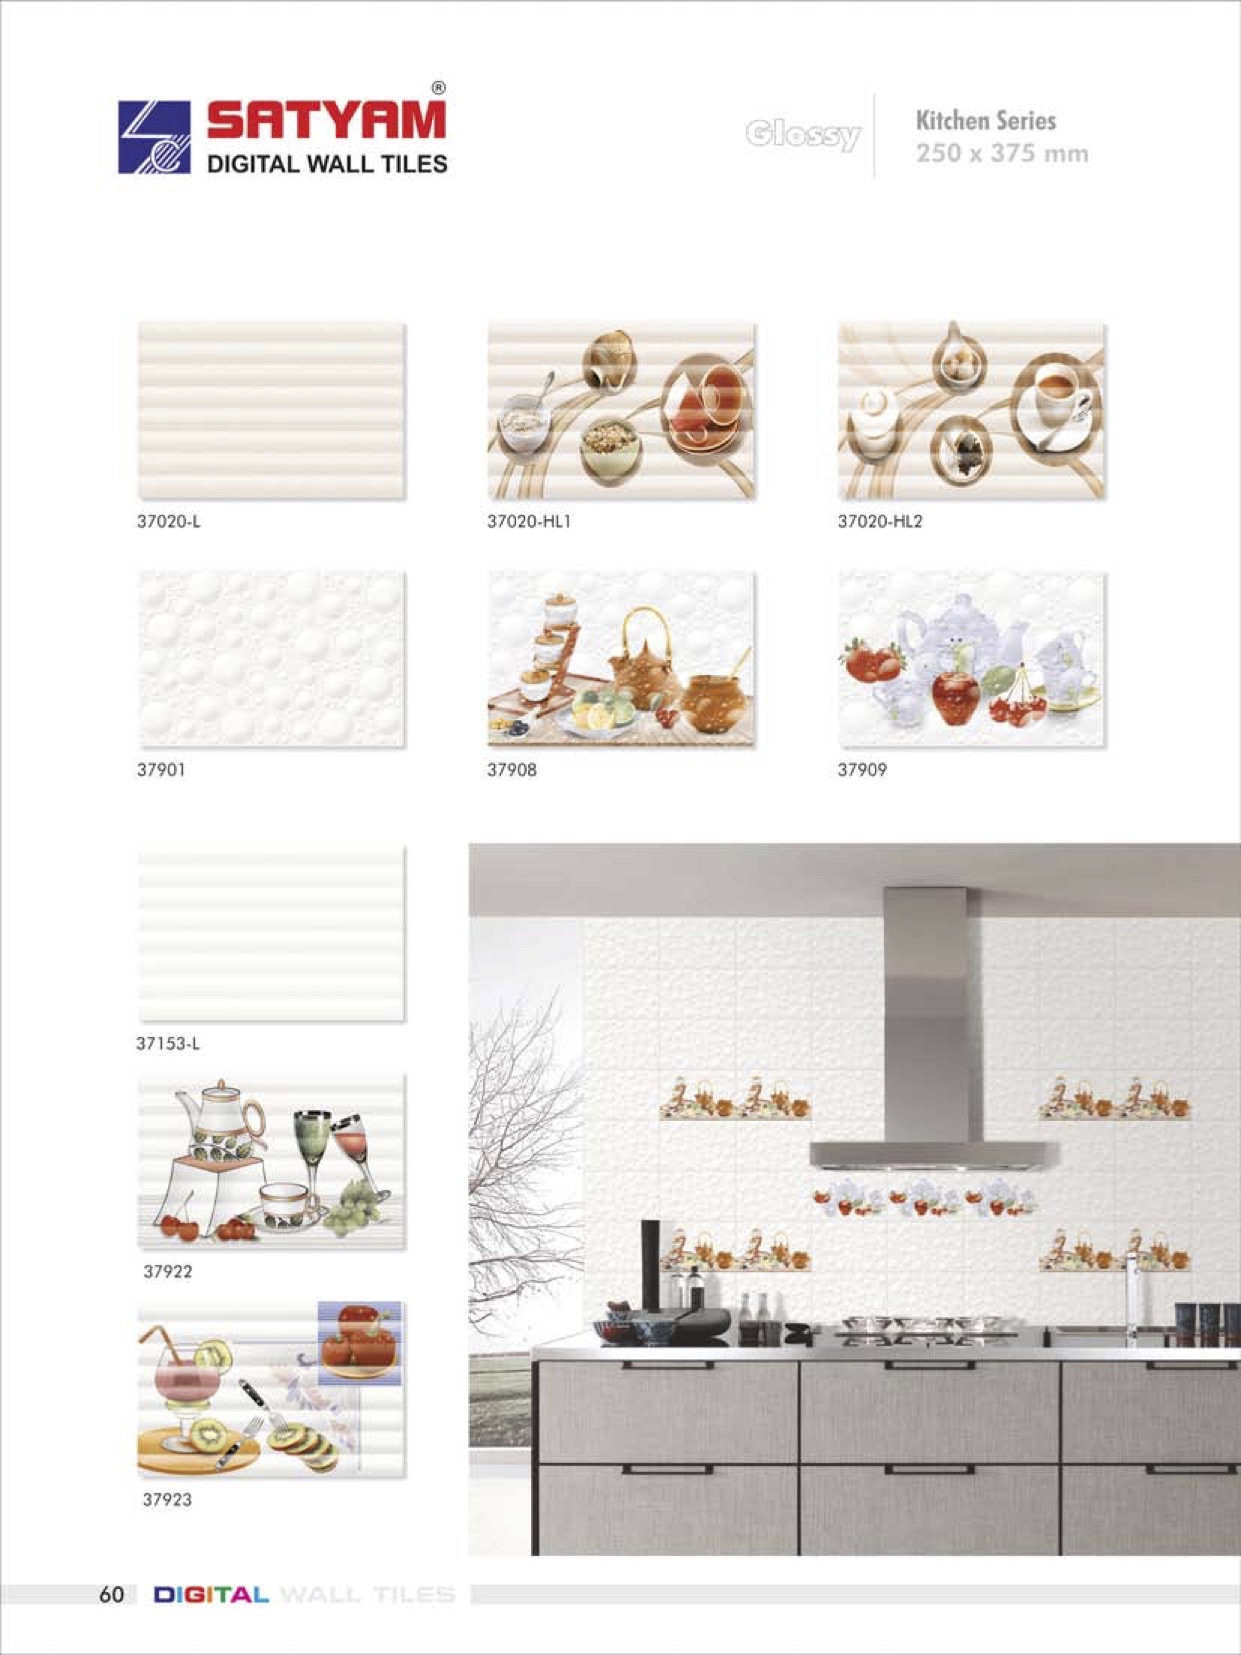 ®
SATYAM
DIGITAL WALL TILES
Glossy
Kitchen Series
250 x 375 mm
37020-L
37020-HL1
37020-HL2
37901
37908
37909
37153-L
37922
37923
60 DIGITAL WALL TILES